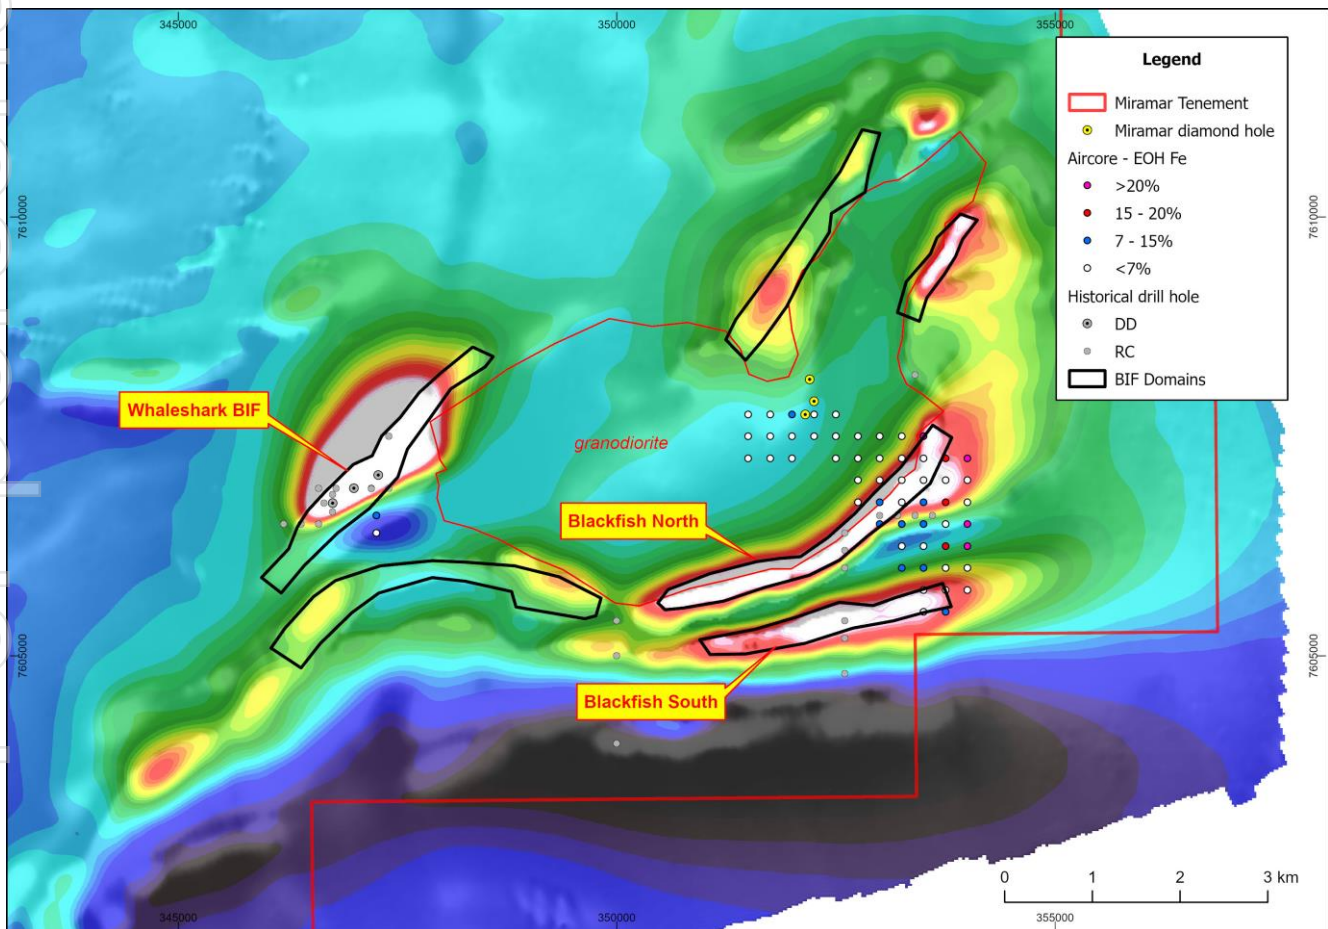 345000
350000
355000
Legend
Miramar Tenement
Miramar diamond hole
Aircore - EOH Fe
>20%
15 - 20%
7 - 15%
<7%
Historical drill hole
DD
RC
BIF Domains
7610000
7610000
Whaleshark BIF
granodiorite
Blackfish North
Blackfish South
7605000
7605000
0 1 2 3 km
345000
350000
355000